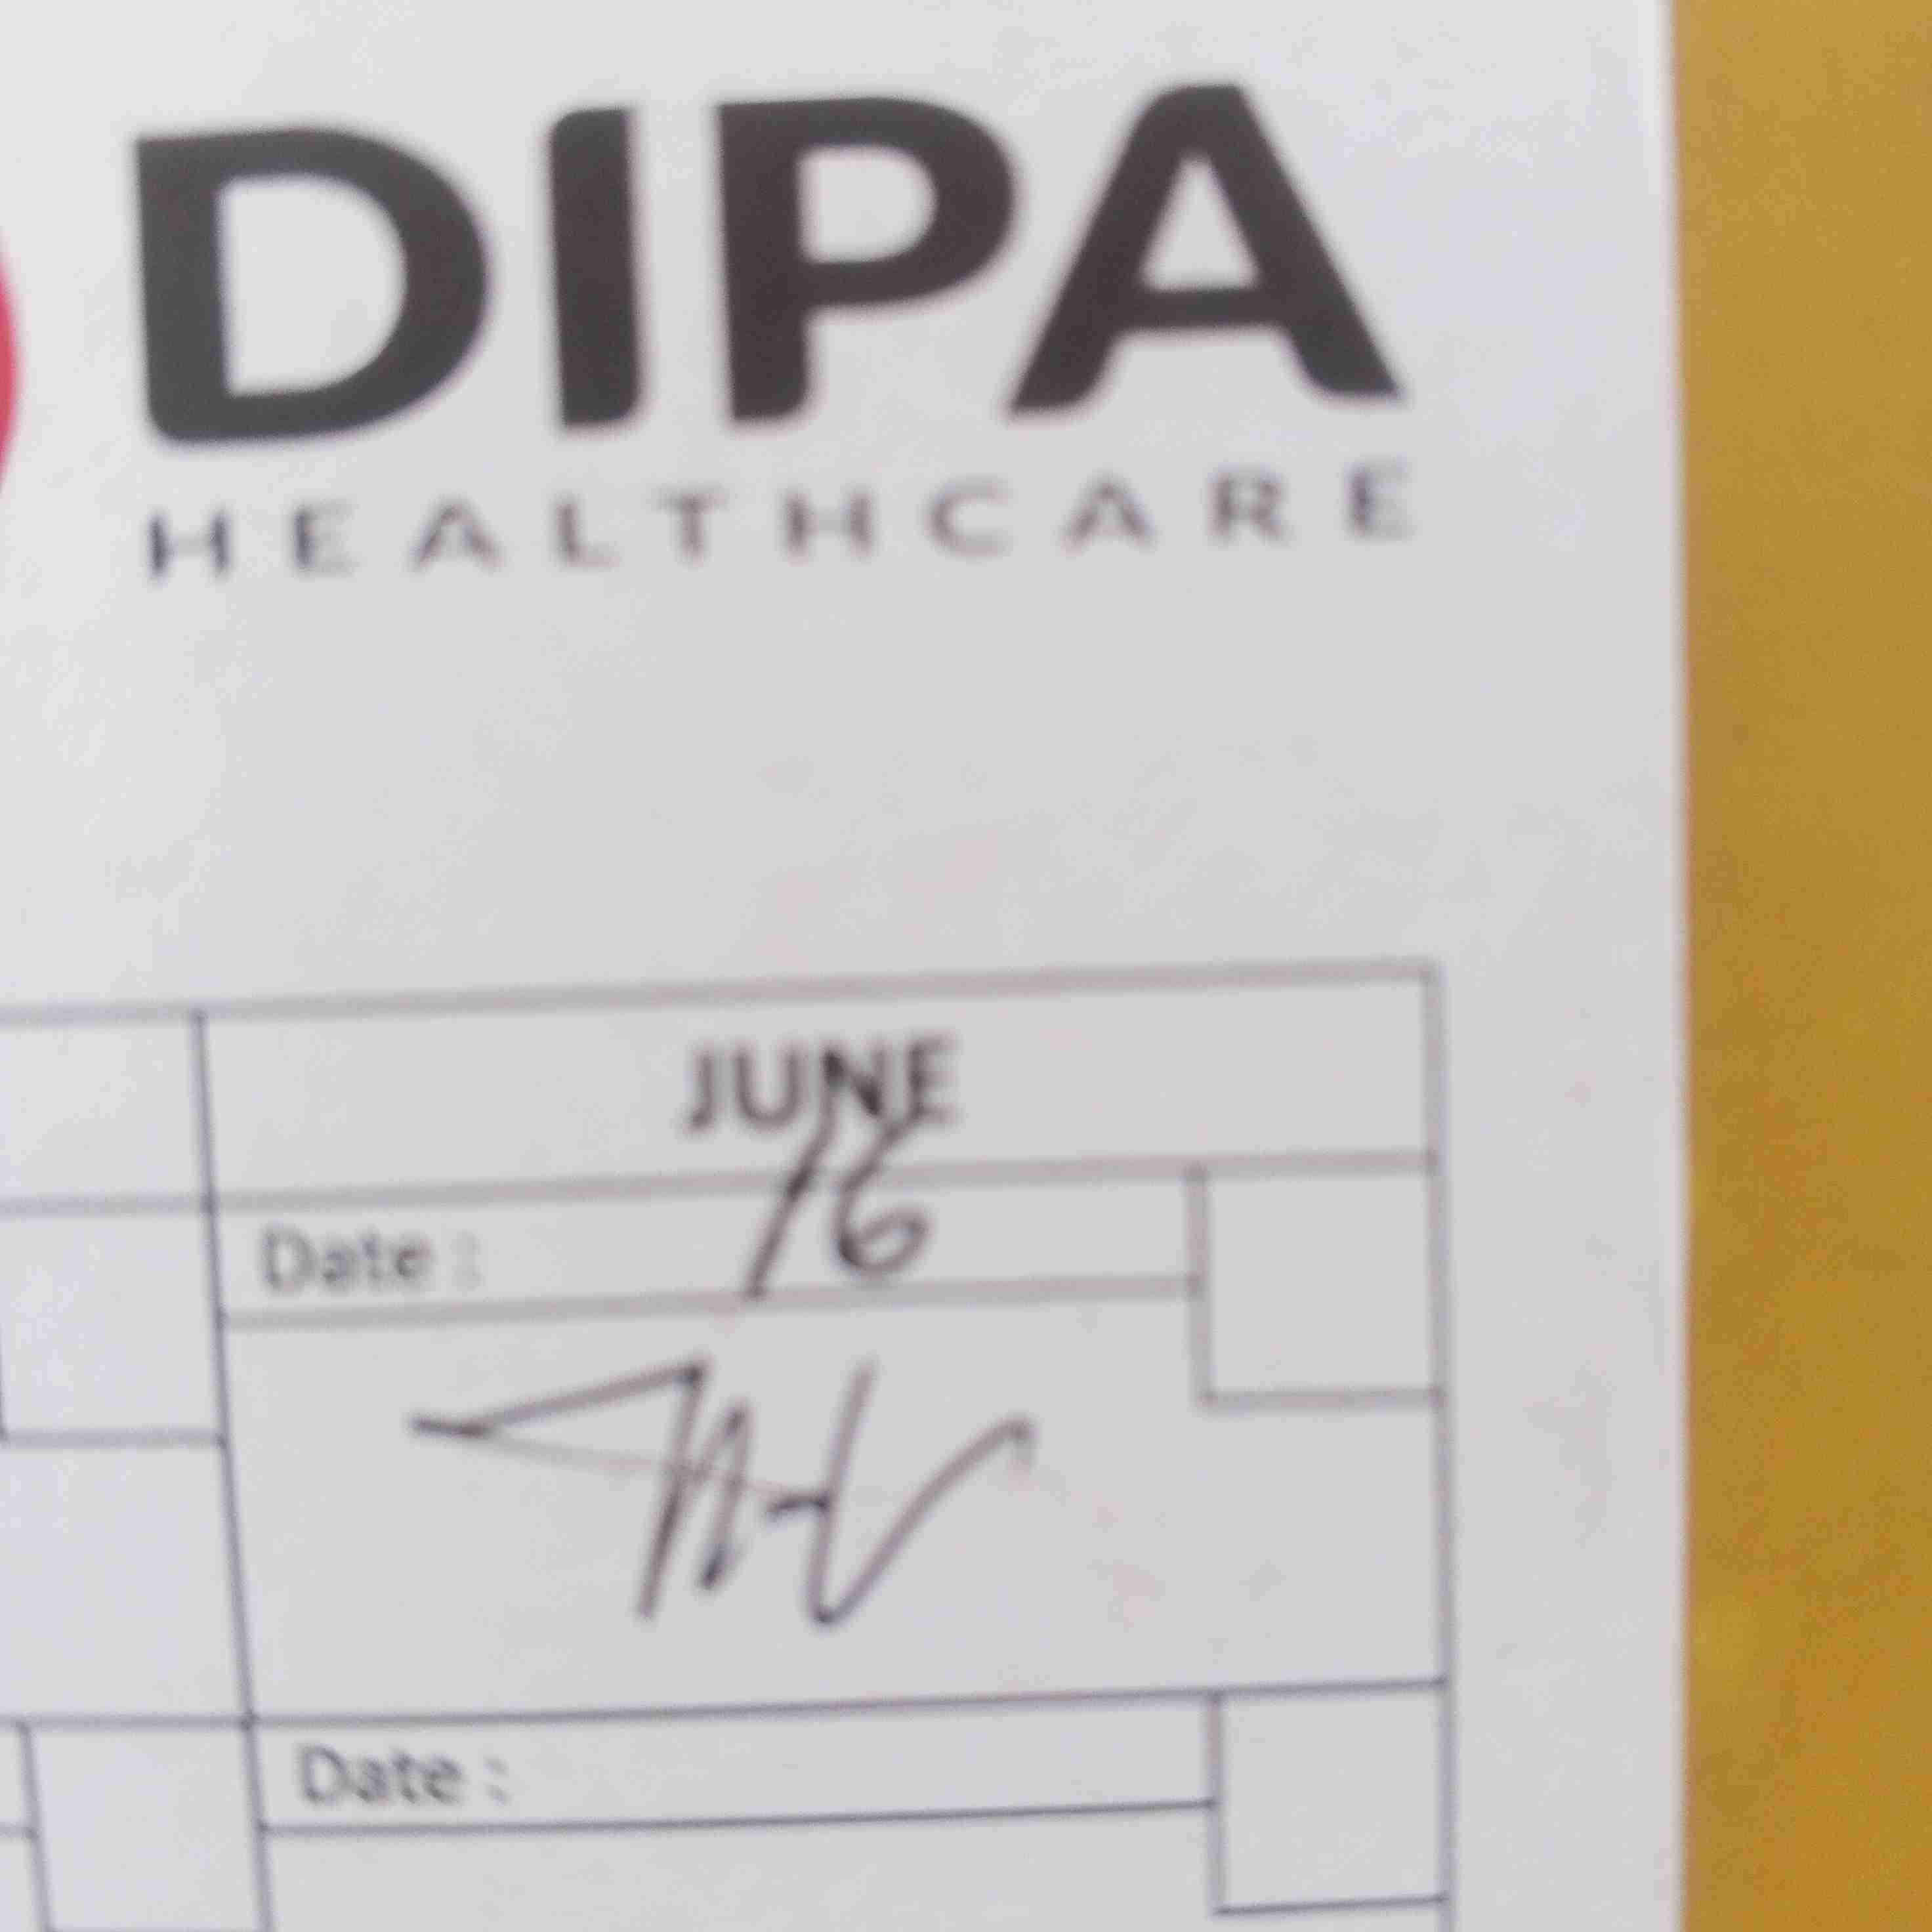 DIPA
HEALTHCARE
JUNE
Date : 16
Date :